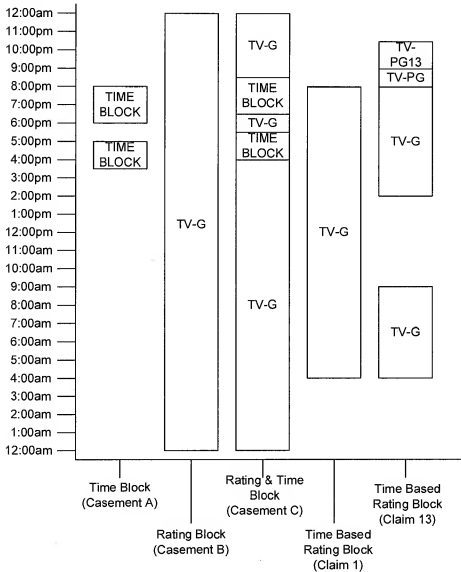 12:00am
11:00pm
10:00pm
9:00pm
8:00pm
7:00pm
6:00pm
5:00pm
4:00pm
3:00pm
2:00pm
1:00pm
12:00pm
11:00am
10:00am
9:00am
8:00am
7:00am
6:00am
5:00am
4:00am
3:00am
2:00am
1:00am
12:00am
TIME
BLOCK
TIME
BLOCK
TV-G
TV-G
TIME
BLOCK
TV-G
TIME
BLOCK
TV-G
TV-G
TV-
PG13
TV-PG
TV-G
TV-G
Time Block
(Casement A)
Rating Block
(Casement B)
Rating & Time
Block
(Casement C)
Time Based
Rating Block
(Claim 1)
Time Based
Rating Block
(Claim 13)